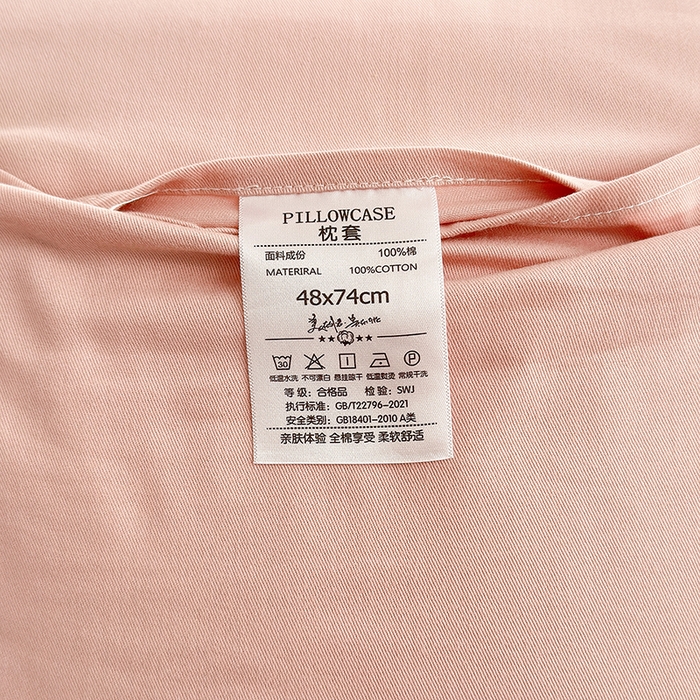 PILLOWCASE
枕套
面料成份 100%棉
MATERIRAL 100%COTTON
48x74cm
30 P
低温水洗 不可漂白 悬挂晾干 低温熨烫 常规干洗
等 级：合格品 检 验：SWJ
执行标准：GB/T22796-2021
安全类别：GB18401-2010 A类
亲肤体验 全棉享受 柔软舒适